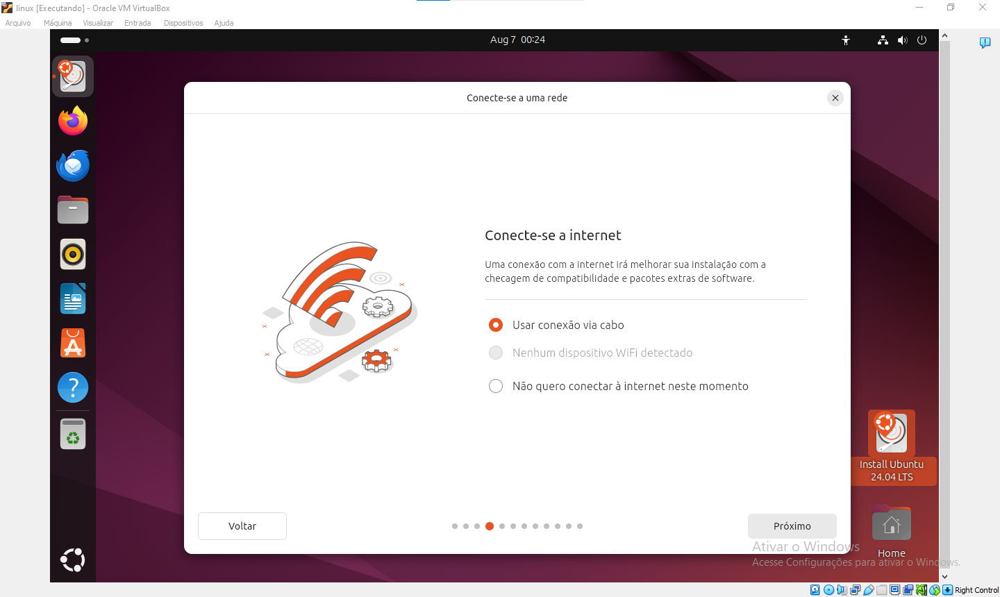 linux [Executando] - Oracle VM VirtualBox
Arquivo Máquina Visualizar Entrada Dispositivos Ajuda
Aug 7 00:24
Conecte-se a uma rede
Conecte-se a internet
Uma conexão com a internet irá melhorar sua instalação com a
checagem de compatibilidade e pacotes extras de software.
Usar conexão via cabo
Nenhum dispositivo WiFi detectado
Não quero conectar à internet neste momento
Install Ubuntu
24.04 LTS
Voltar
Próximo
Ativar o Windows
Acesse Configurações para ativar o Windows.
Home
Right Control